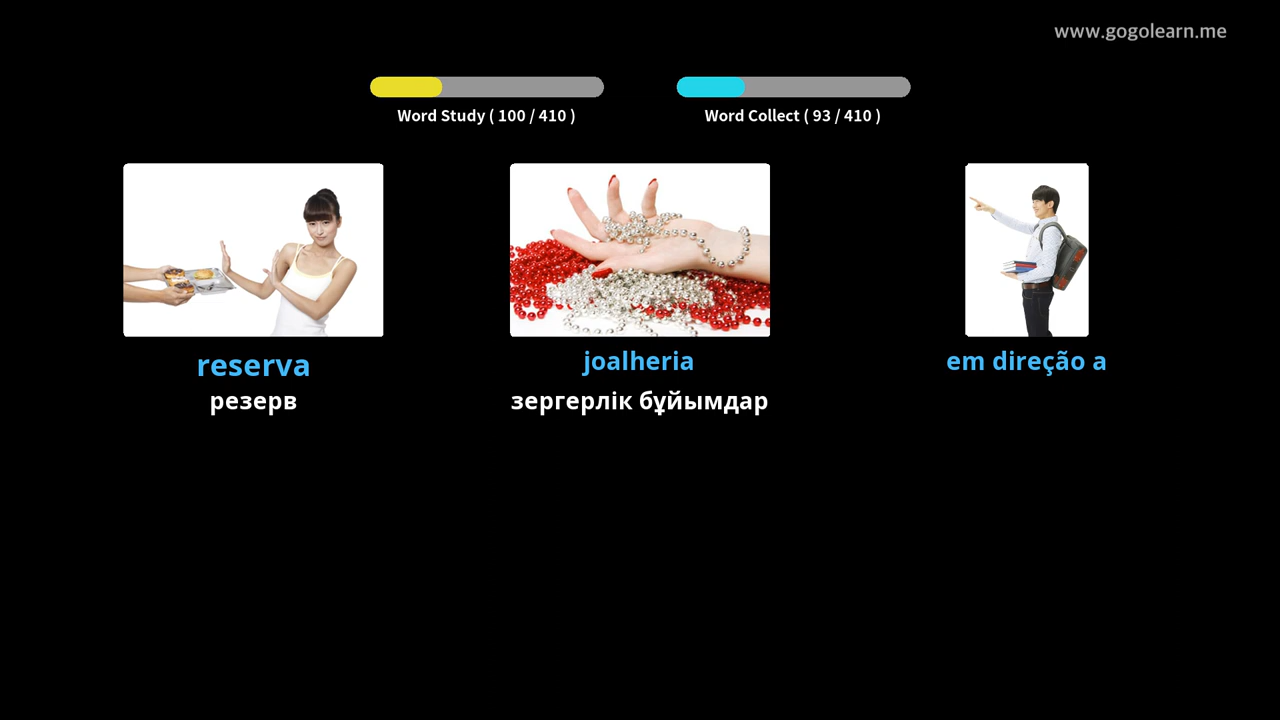 www.gogolearn.me
Word Study ( 100 / 410 )
Word Collect ( 93 / 410 )
reserva
резерв
joalheria
зергерлік бұйымдар
em direção a